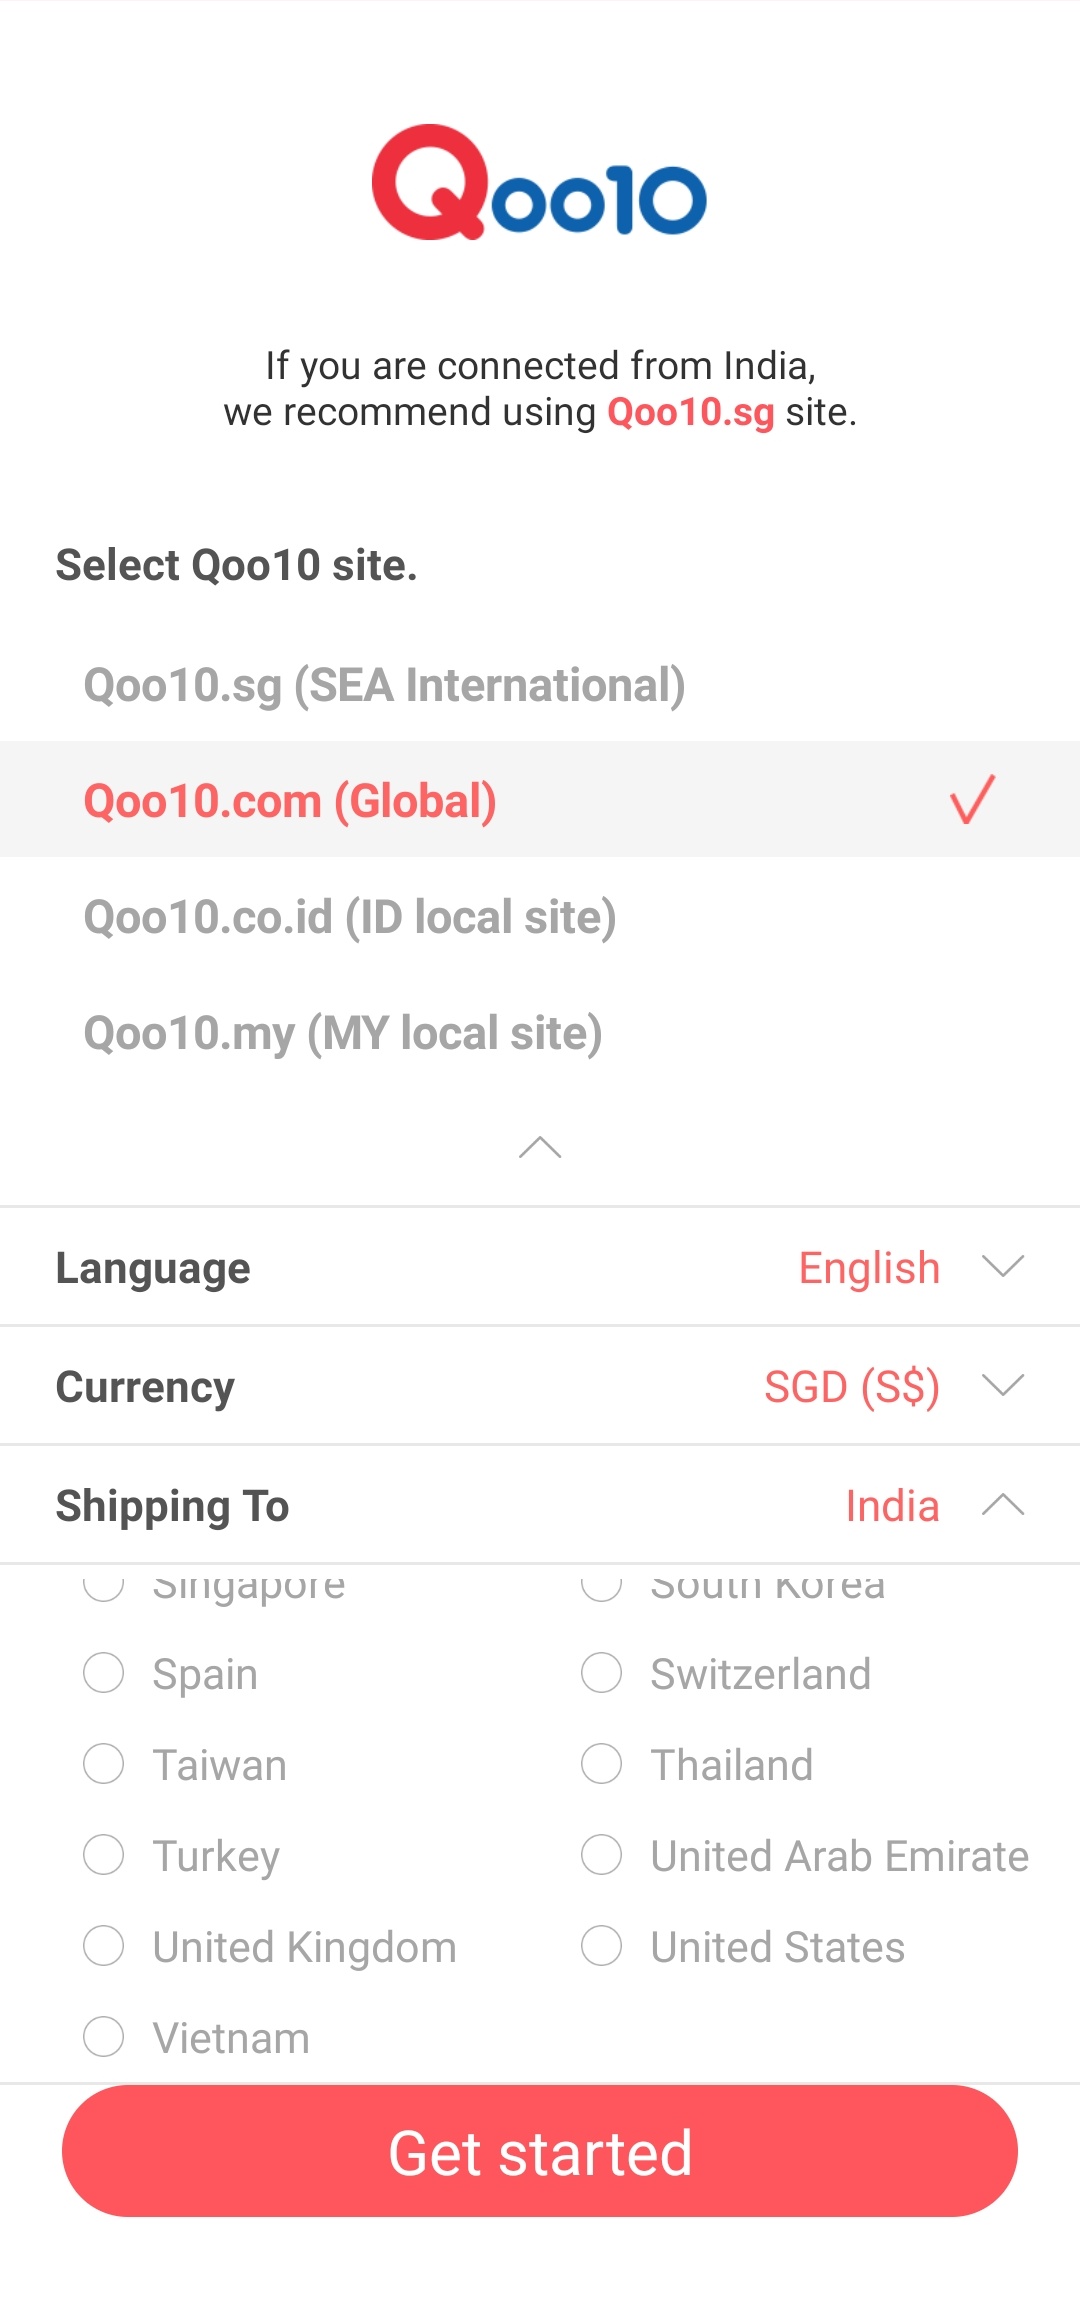 Qoo10
If you are connected from India,
we recommend using Qoo10.sg site.
Select Qoo10 site.
Qoo10.sg (SEA International)
Qoo10.com (Global)
Qoo10.co.id (ID local site)
Qoo10.my (MY local site)
Language English
Currency SGD (S$)
Shipping To India
Singapore South Korea
Spain Switzerland
Taiwan Thailand
Turkey United Arab Emirate
United Kingdom United States
Vietnam
Get started